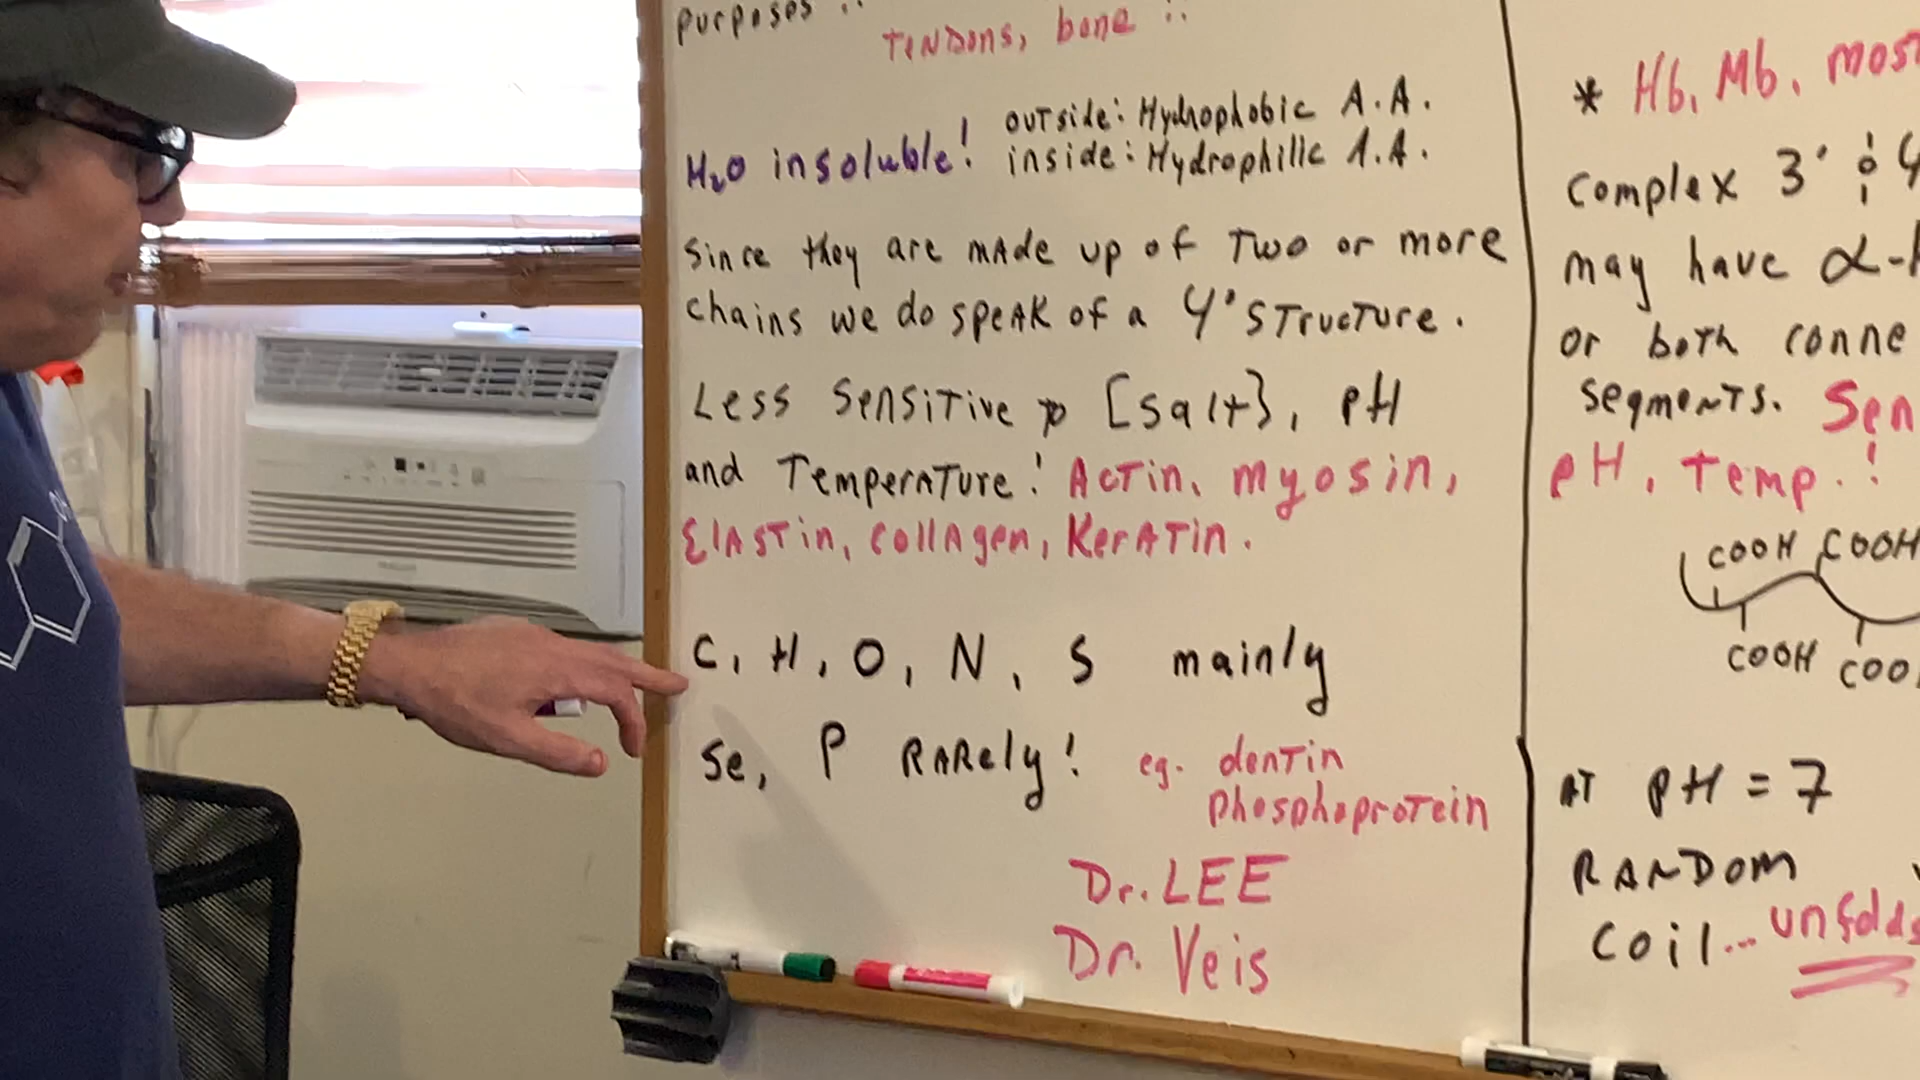 purposes !!
TENDONS, bone !!
outside: Hydrophobic A.A.
H₂O insoluble! inside: Hydrophillic A.A.
Since they are made up of Two or more
chains we do speak of a 4° structure.
Less sensitive to [salt], pH
and Temperature! Actin, myosin,
Elastin, collagen, Keratin.
C, H, O, N, S mainly
Se, P RARely! eg. dentin
phosphoprotein
Dr. LEE
Dr. Veis
* Hb, Mb, most
complex 3° & 4
may have α-h
or both conne
segments. Sen
pH, Temp.!
COOH COOH
COOH COO
AT pH = 7
RANDOM
coil... unfolds